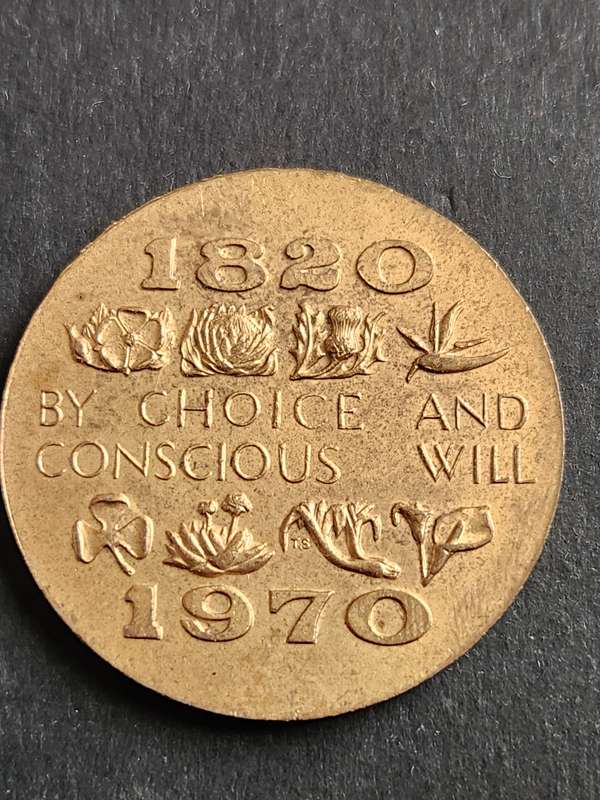 1820
BY CHOICE AND
CONSCIOUS WILL
T.S
1970